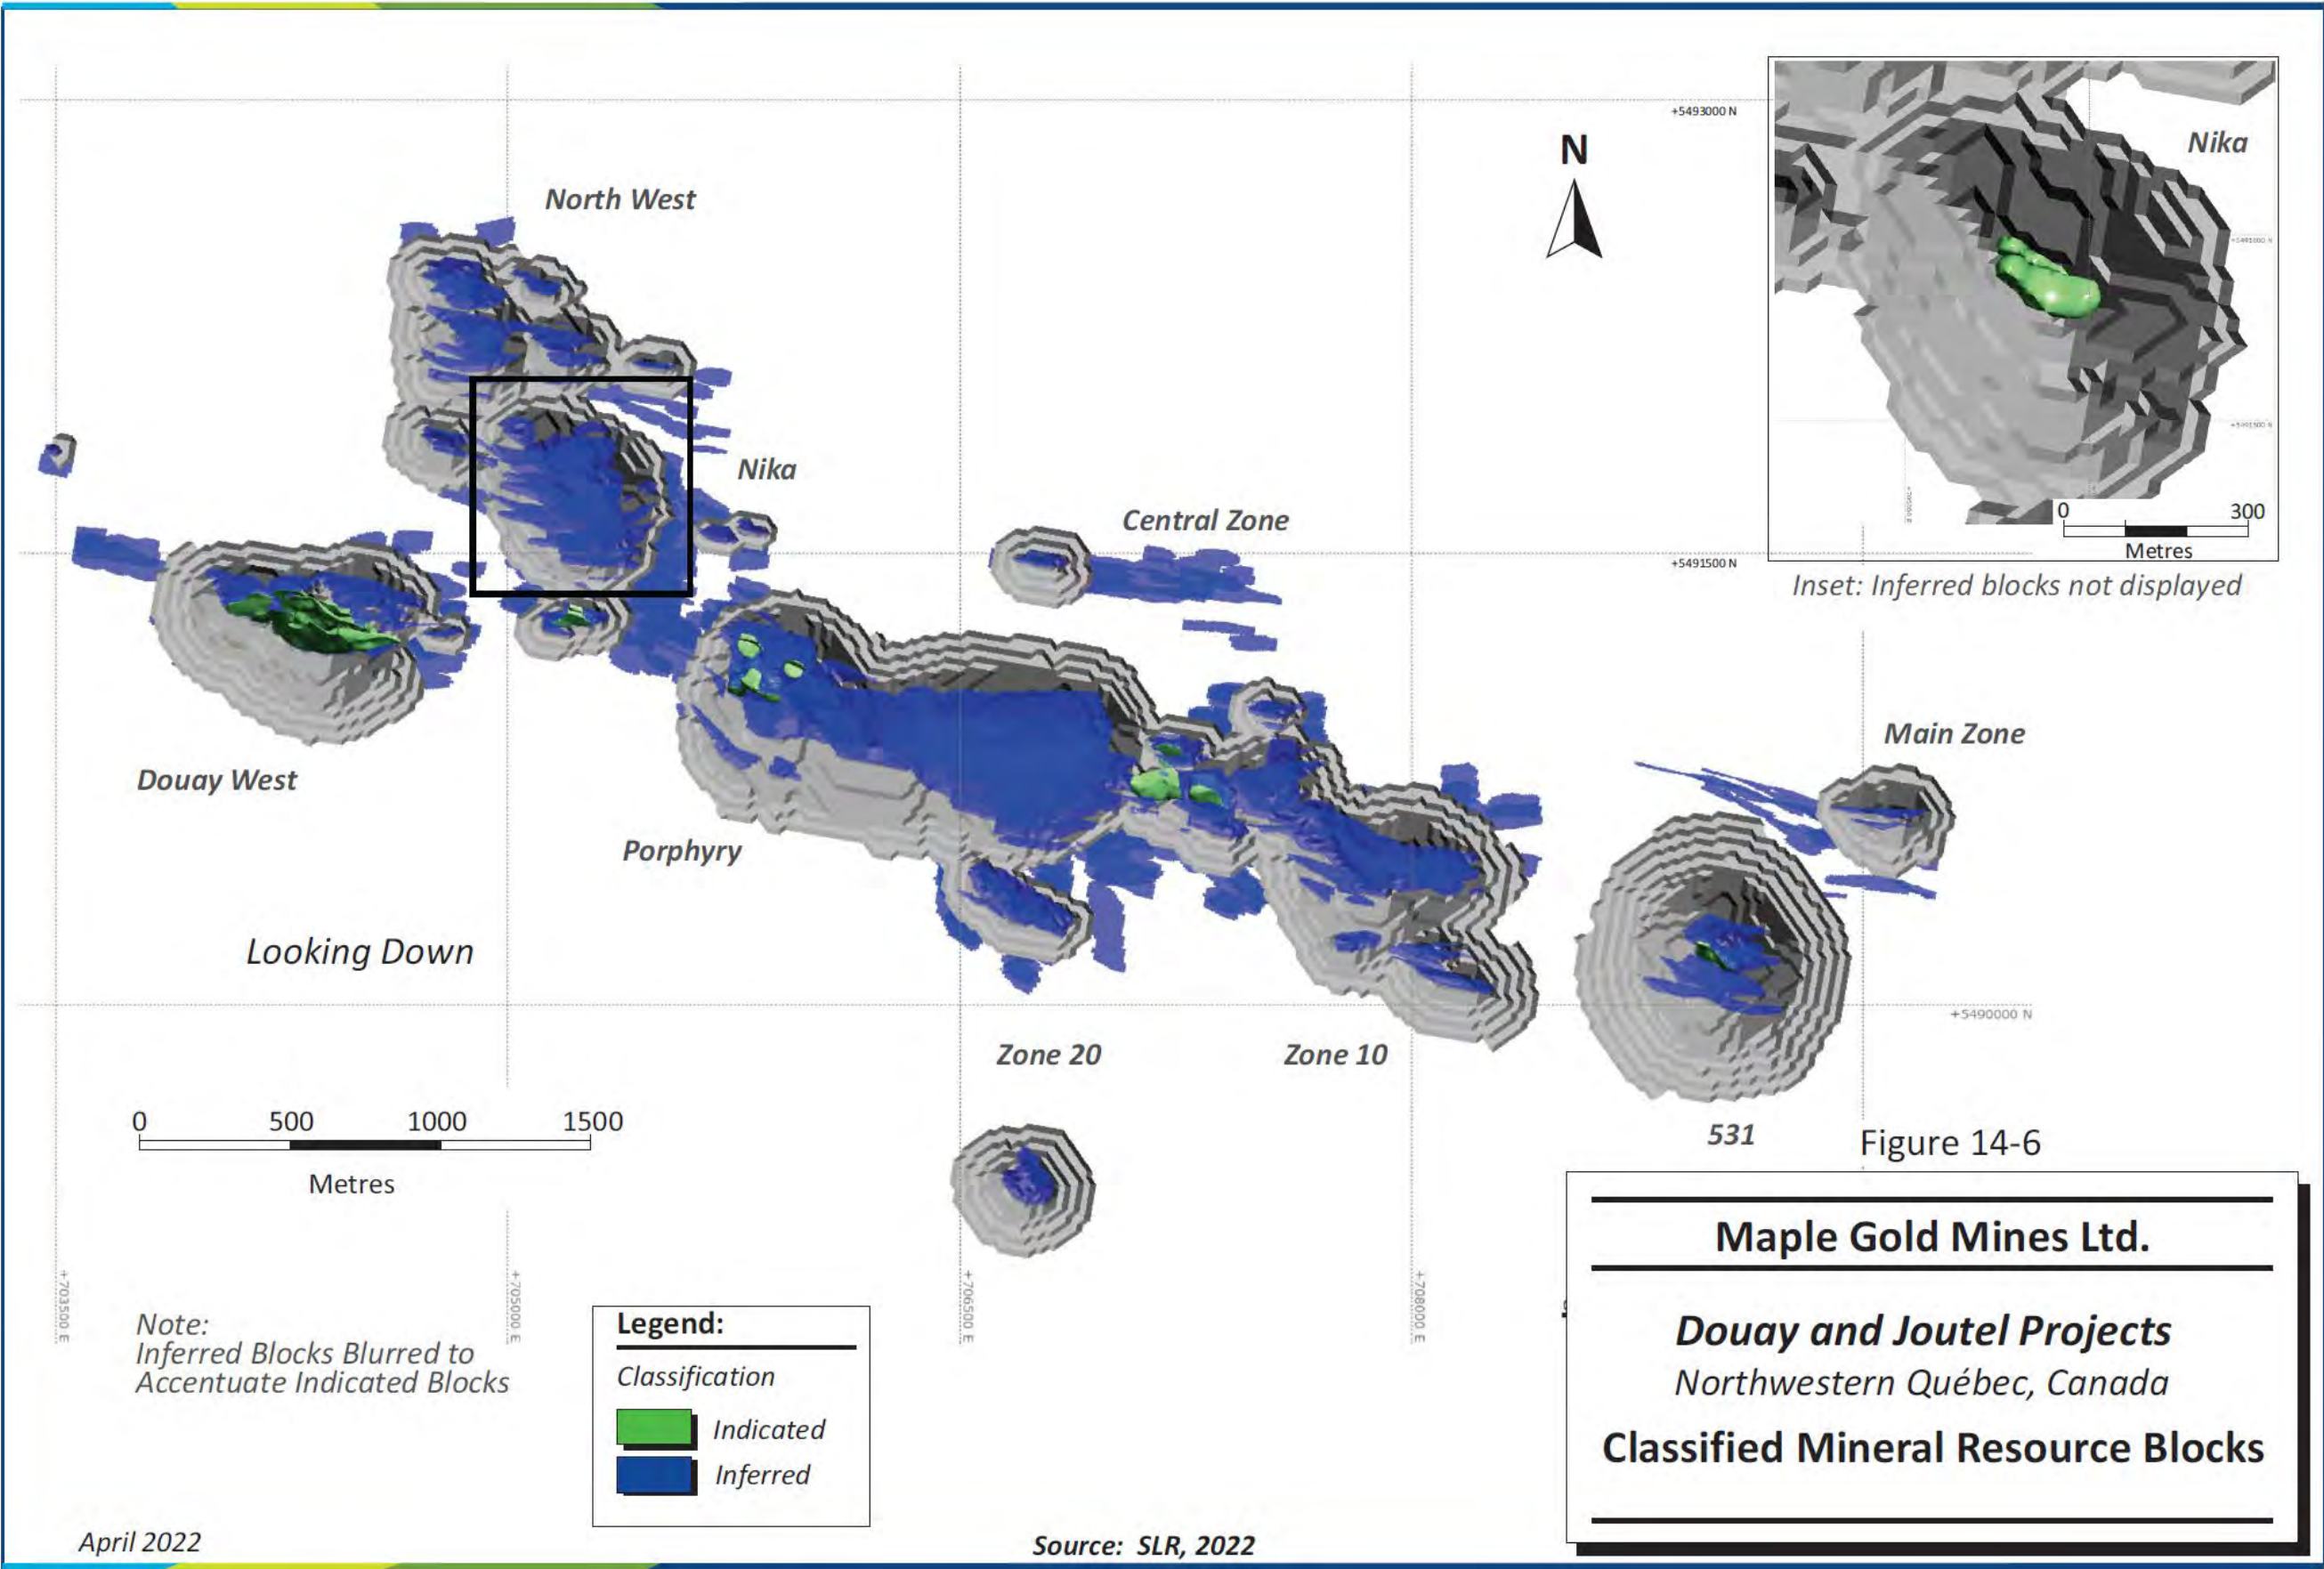 +5493000 N
N
Nika
North West
+5491500 N
0 300
Metres
Inset: Inferred blocks not displayed
Nika
Central Zone
+5491500 N
Main Zone
Douay West
Porphyry
Looking Down
+5490000 N
Zone 20
Zone 10
0 500 1000 1500
Metres
531
Figure 14-6
+703500 E
+705000 E
+706500 E
+708000 E
Note:
Inferred Blocks Blurred to
Accentuate Indicated Blocks
Legend:
Classification
Indicated
Inferred
Maple Gold Mines Ltd.
Douay and Joutel Projects
Northwestern Québec, Canada
Classified Mineral Resource Blocks
April 2022
Source: SLR, 2022